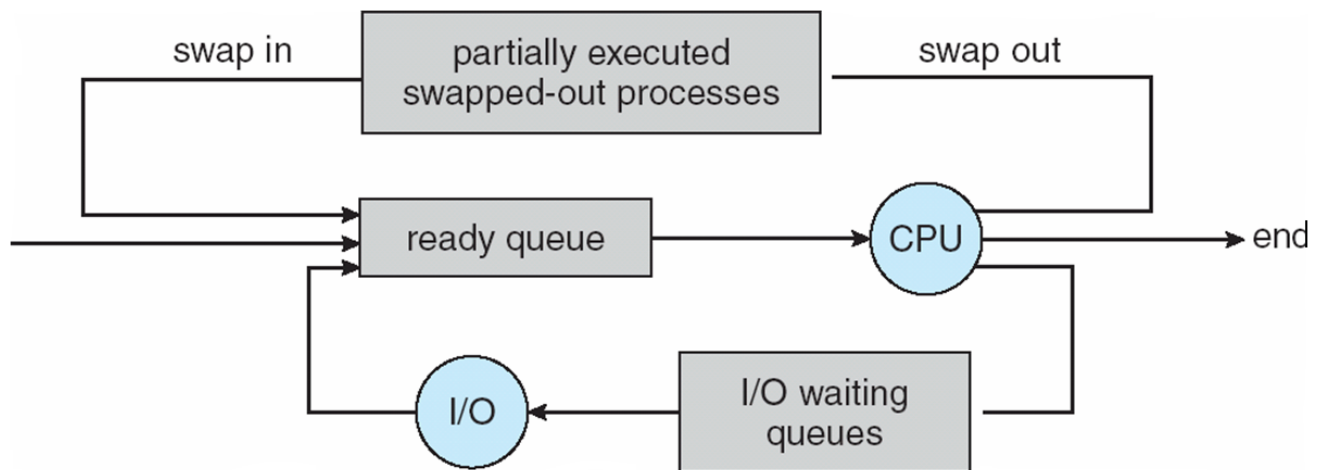 swap in
partially executed
swapped-out processes
swap out
ready queue
CPU
end
I/O
I/O waiting
queues